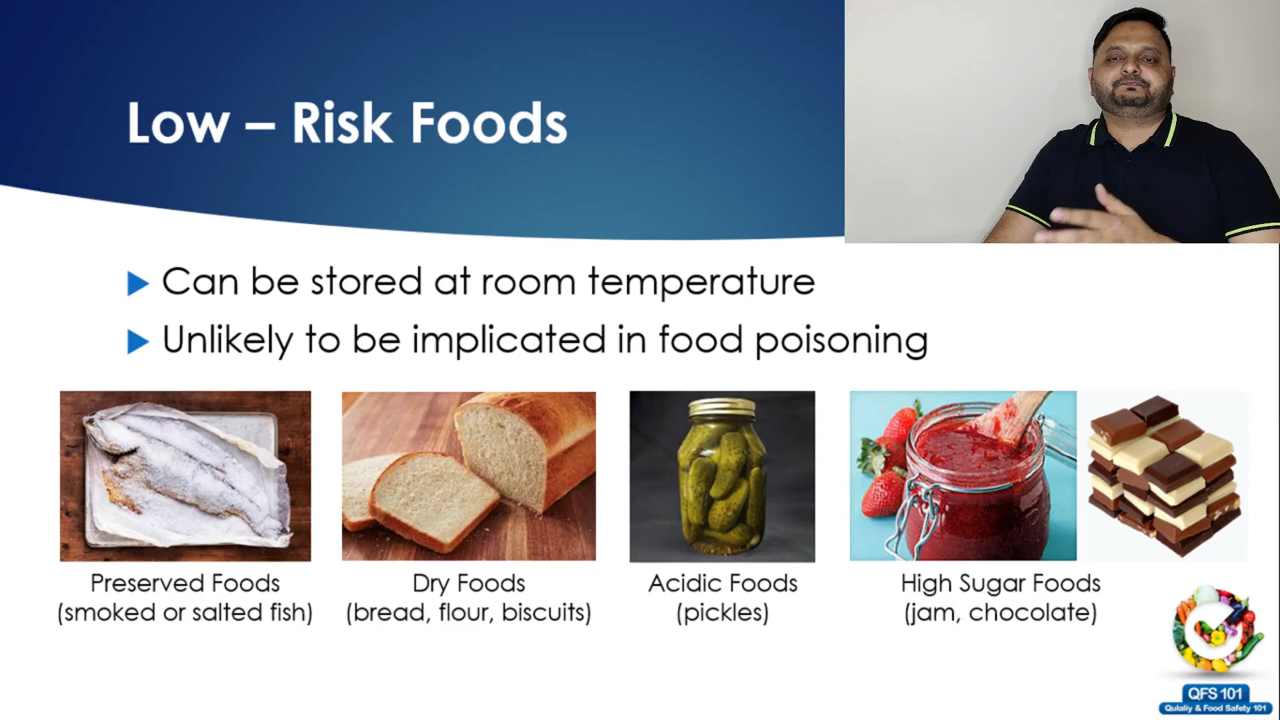 Low – Risk Foods
Can be stored at room temperature
Unlikely to be implicated in food poisoning
Preserved Foods
(smoked or salted fish)
Dry Foods
(bread, flour, biscuits)
Acidic Foods
(pickles)
High Sugar Foods
(jam, chocolate)
QFS 101
Qulaliy & Food Safety 101